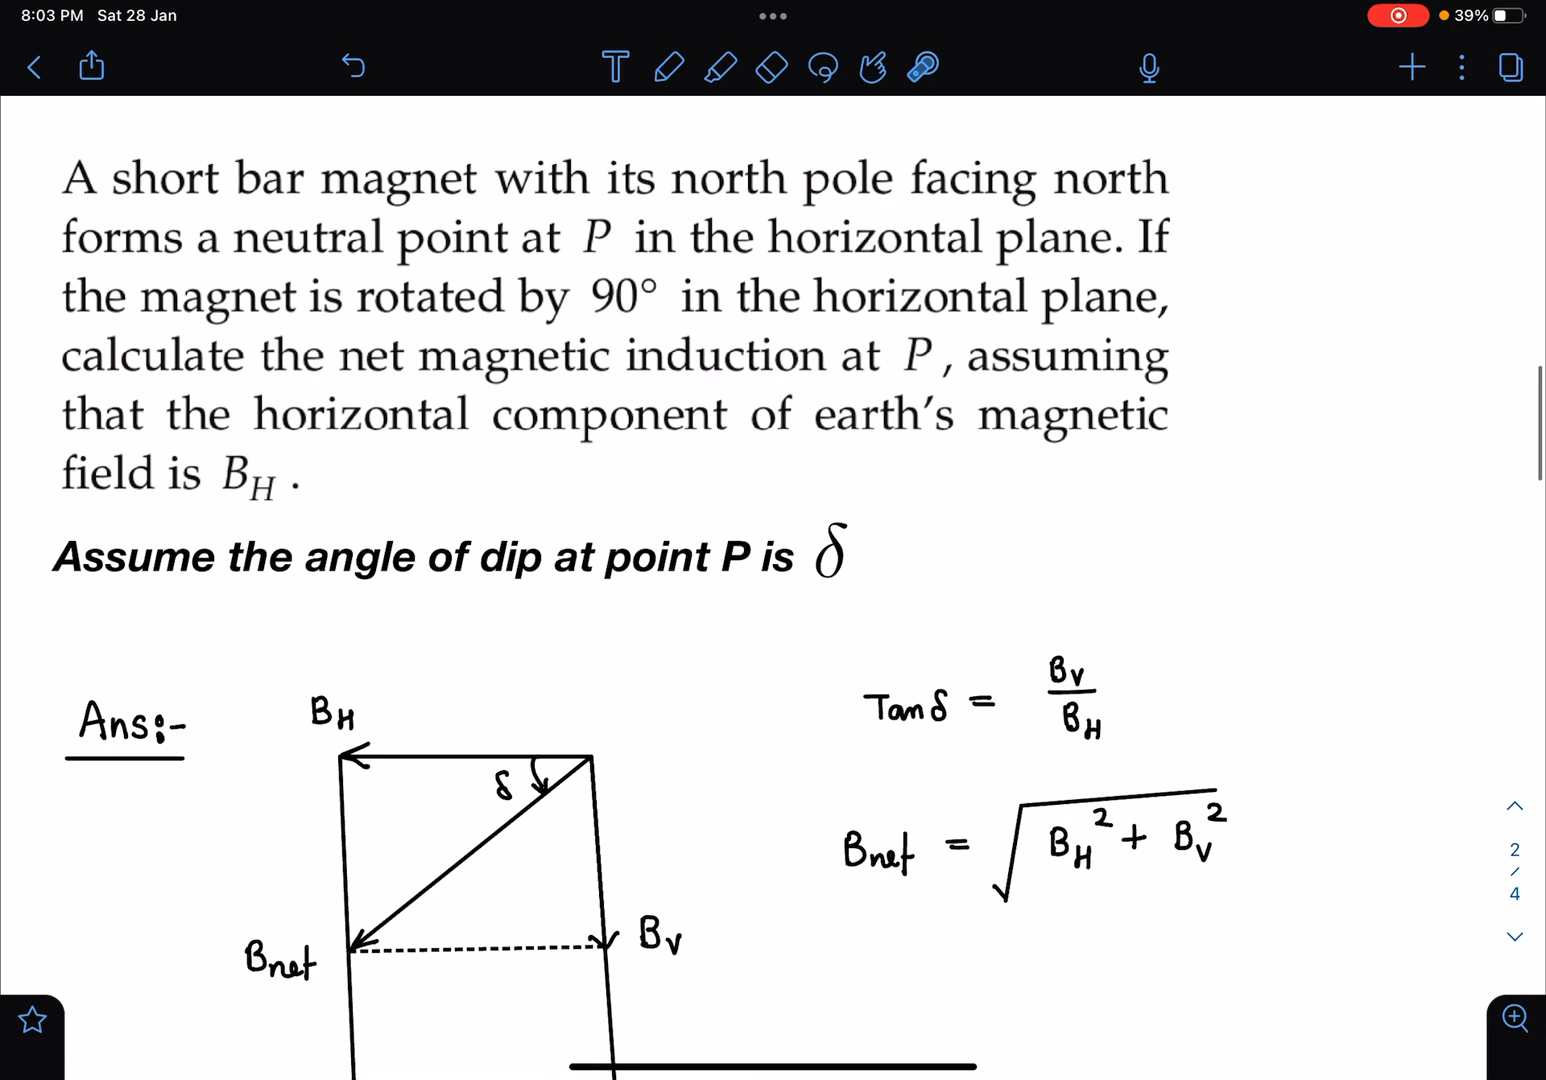 8:03 PM Sat 28 Jan
39%
A short bar magnet with its north pole facing north
forms a neutral point at P in the horizontal plane. If
the magnet is rotated by 90° in the horizontal plane,
calculate the net magnetic induction at P, assuming
that the horizontal component of earth's magnetic
field is B_H.
Assume the angle of dip at point P is δ
Ans:-
B_H
δ
B_net
B_V
Tan δ = B_V / B_H
B_net = √(B_H² + B_V²)
2
/
4